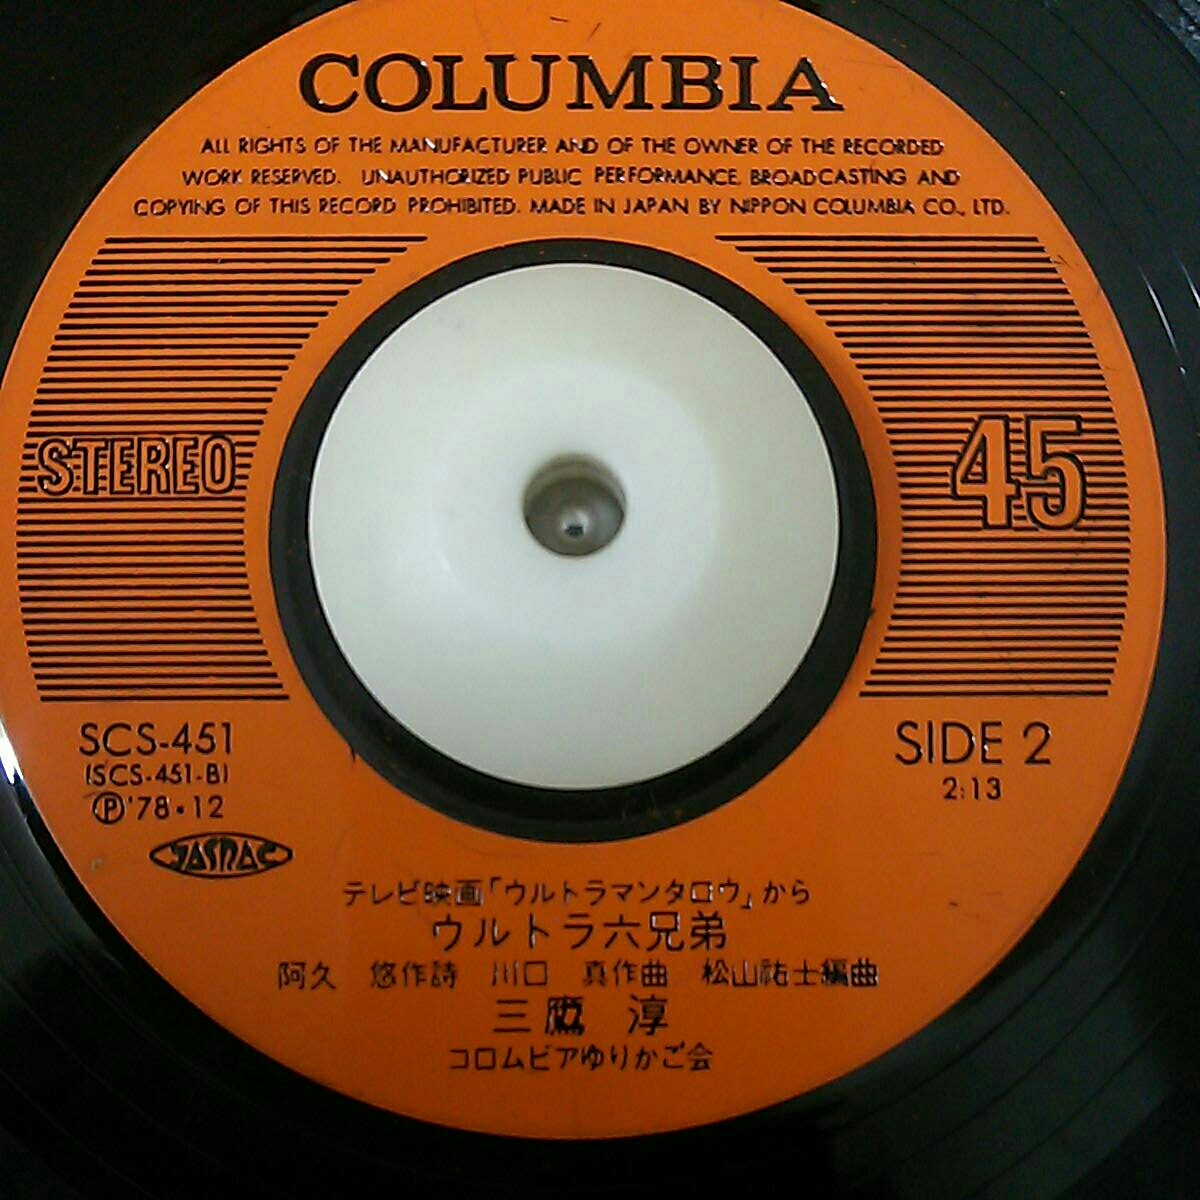 COLUMBIA
ALL RIGHTS OF THE MANUFACTURER AND OF THE OWNER OF THE RECORDED
WORK RESERVED. UNAUTHORIZED PUBLIC PERFORMANCE, BROADCASTING AND
COPYING OF THIS RECORD PROHIBITED. MADE IN JAPAN BY NIPPON COLUMBIA CO., LTD.
STEREO
45
SCS-451
(SCS-451-B)
Ⓟ'78・12
JASRAC
SIDE 2
2:13
テレビ映画「ウルトラマンタロウ」から
ウルトラ六兄弟
阿久 悠作詩 川口 真作曲 松山祐士編曲
三鷹 淳
コロムビアゆりかご会